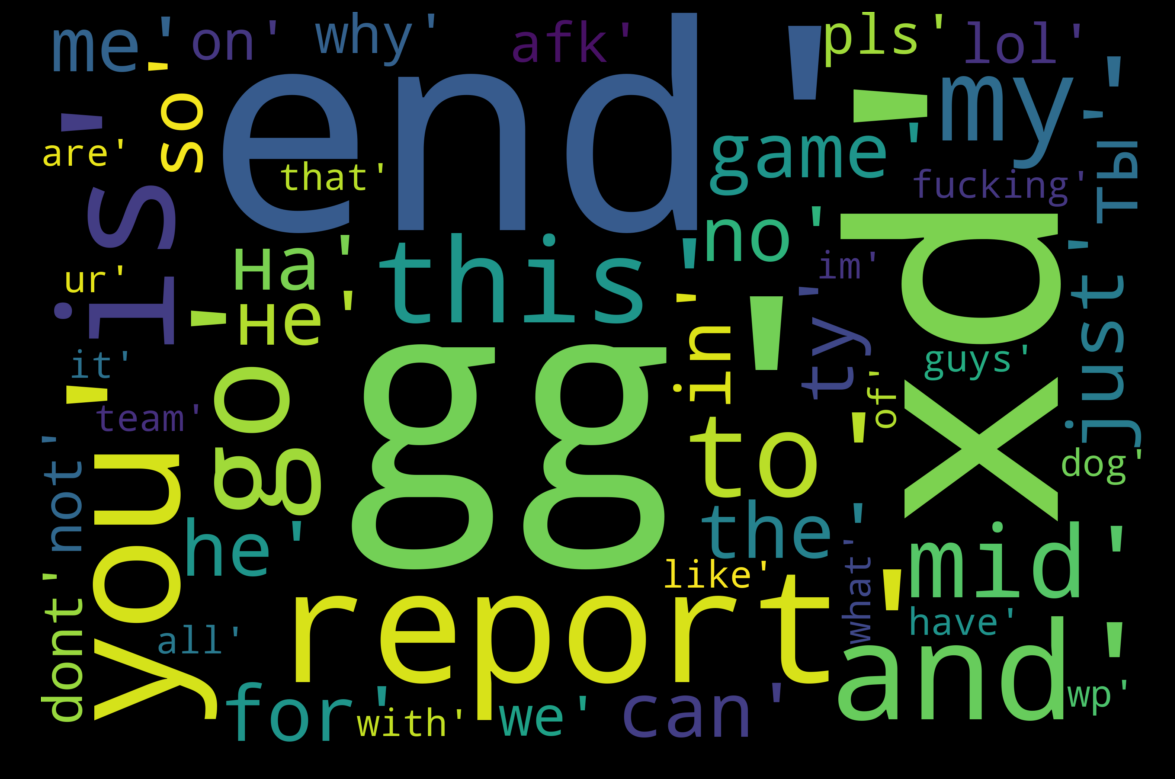 me'
on'
why'
afk'
pls'
lol'
end'
my'
is'
so'
are'
that'
game'
fucking'
ты'
ur'
на'
this'
no'
im'
just'
не'
it'
team'
go'
gg'
in'
ty'
of'
xd'
guys'
dog'
you'
not'
to'
he'
the'
mid'
like'
what'
have'
dont'
all'
report'
and'
wp'
for'
with'
we'
can'